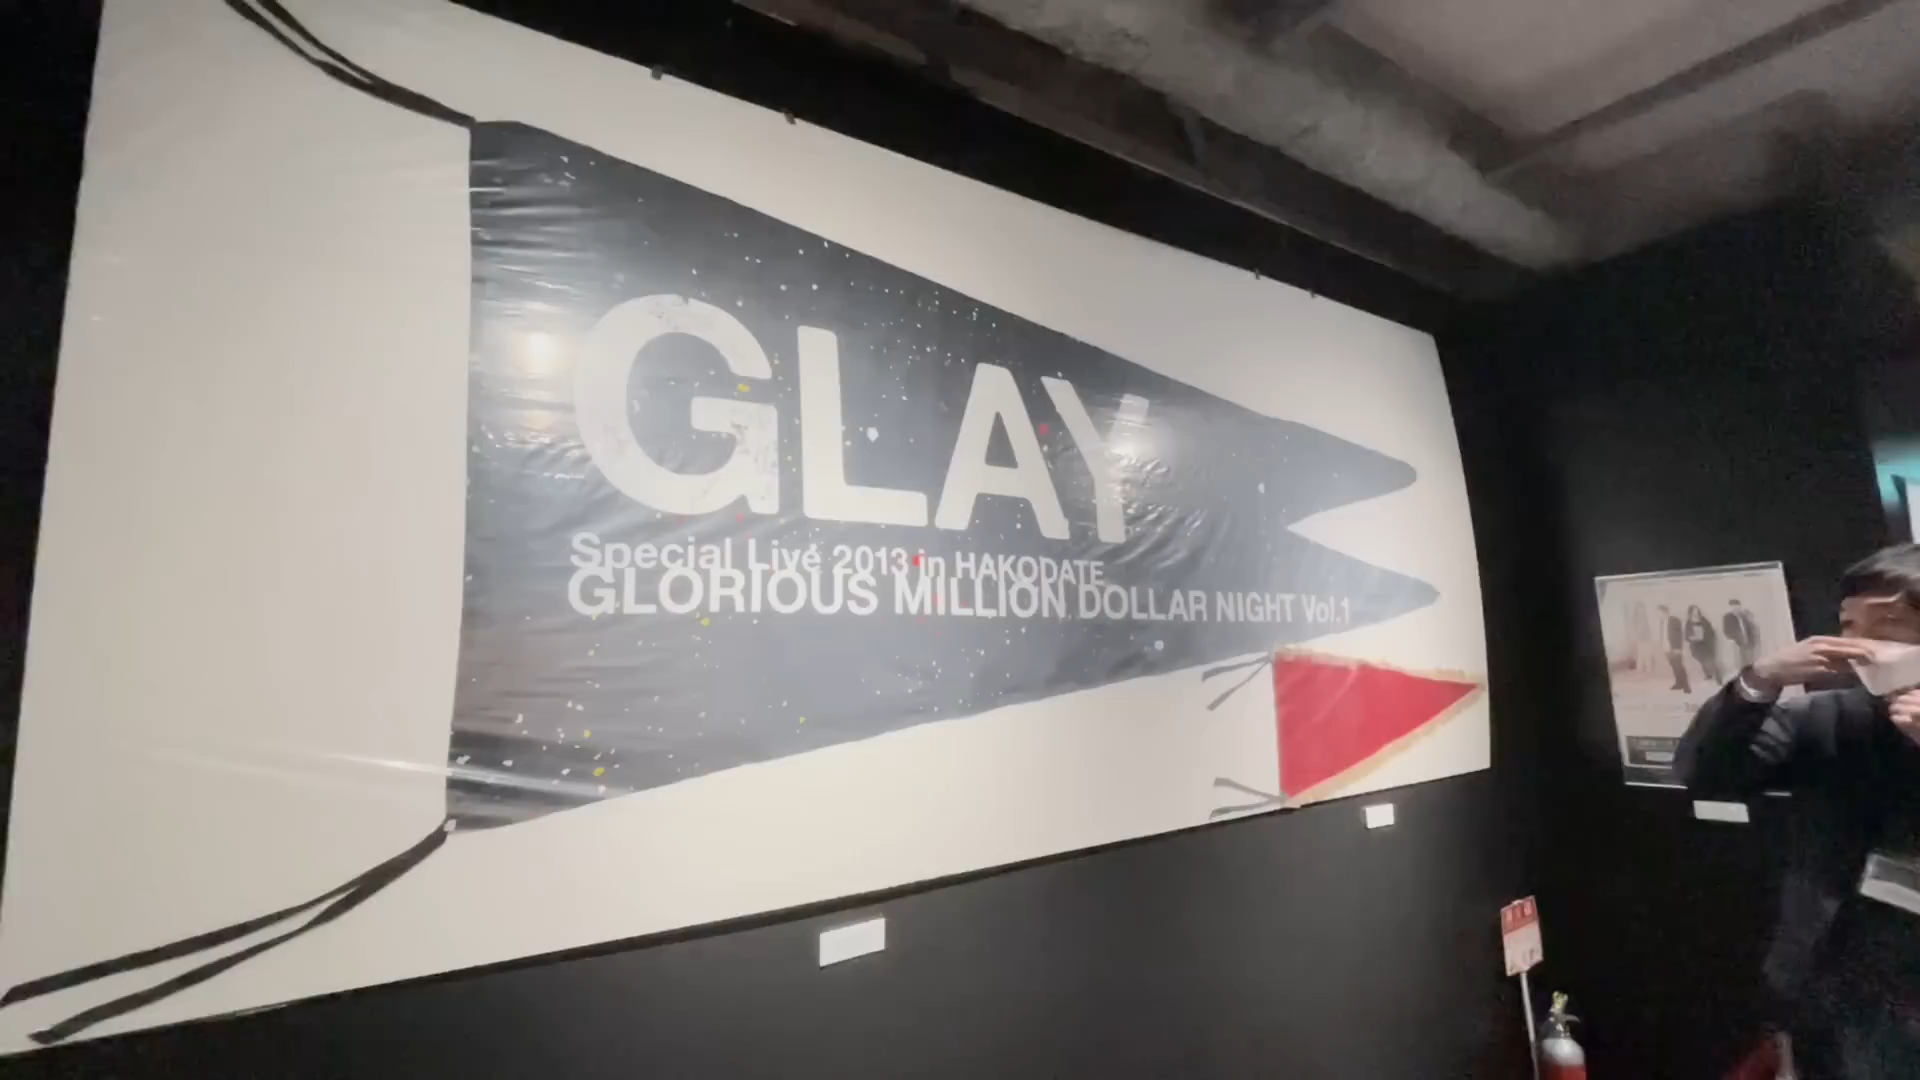 GLAY
Special Live 2013 in HAKODATE
GLORIOUS MILLION DOLLAR NIGHT Vol.1